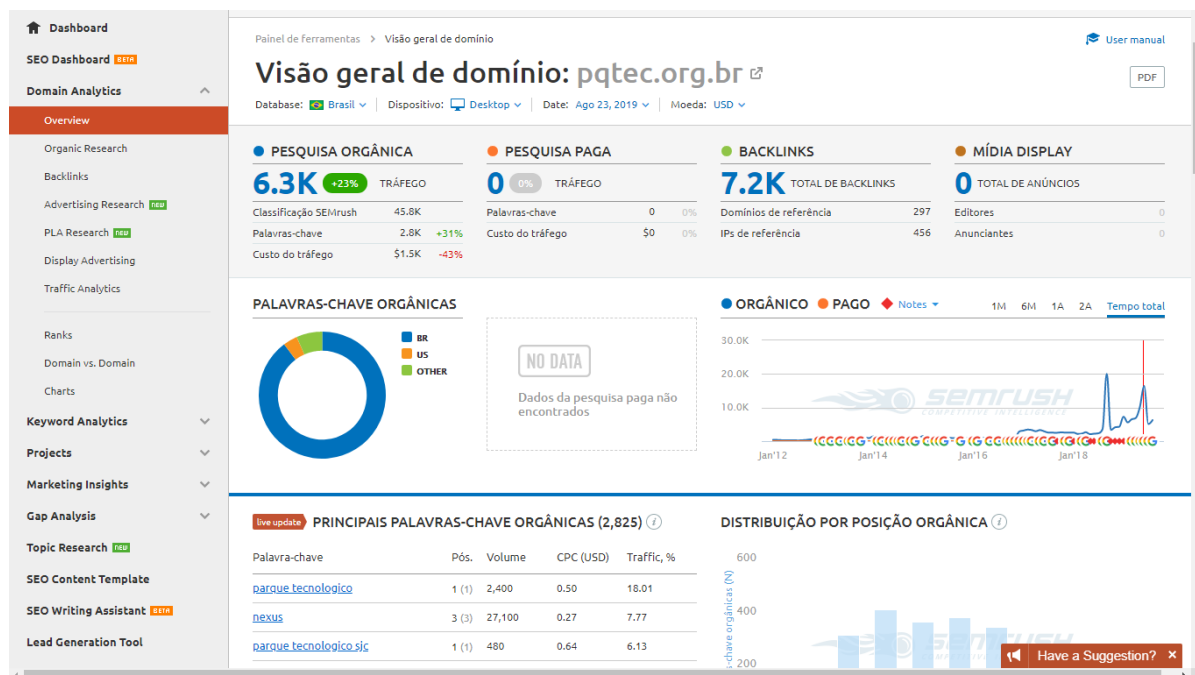 Dashboard
SEO Dashboard BETA
Domain Analytics
Overview
Organic Research
Backlinks
Advertising Research NEW
PLA Research NEW
Display Advertising
Traffic Analytics
Ranks
Domain vs. Domain
Charts
Keyword Analytics
Projects
Marketing Insights
Gap Analysis
Topic Research NEW
SEO Content Template
SEO Writing Assistant BETA
Lead Generation Tool
Painel de ferramentas > Visão geral de domínio
User manual
Visão geral de domínio: pqtec.org.br
PDF
Database: Brasil Dispositivo: Desktop Date: Ago 23, 2019 Moeda: USD
PESQUISA ORGÂNICA
6.3K +23% TRÁFEGO
Classificação SEMrush 45.8K
Palavras-chave 2.8K +31%
Custo do tráfego $1.5K -43%
PESQUISA PAGA
0 0% TRÁFEGO
Palavras-chave 0 0%
Custo do tráfego $0 0%
BACKLINKS
7.2K TOTAL DE BACKLINKS
Domínios de referência 297
IPs de referência 456
MÍDIA DISPLAY
0 TOTAL DE ANÚNCIOS
Editores 0
Anunciantes 0
PALAVRAS-CHAVE ORGÂNICAS
BR
US
OTHER
NO DATA
Dados da pesquisa paga não
encontrados
ORGÂNICO PAGO Notes 1M 6M 1A 2A Tempo total
30.0K
20.0K
10.0K
SEMRUSH
COMPETITIVE INTELLIGENCE
Jan'12 Jan'14 Jan'16 Jan'18
live update PRINCIPAIS PALAVRAS-CHAVE ORGÂNICAS (2,825) i
Palavra-chave Pós. Volume CPC (USD) Traffic, %
parque tecnologico 1 (1) 2,400 0.50 18.01
nexus 3 (3) 27,100 0.27 7.77
parque tecnologico sjc 1 (1) 480 0.64 6.13
DISTRIBUIÇÃO POR POSIÇÃO ORGÂNICA i
600
400
200
s-chave orgânicas (N)
SEMRUSH
Have a Suggestion? ×